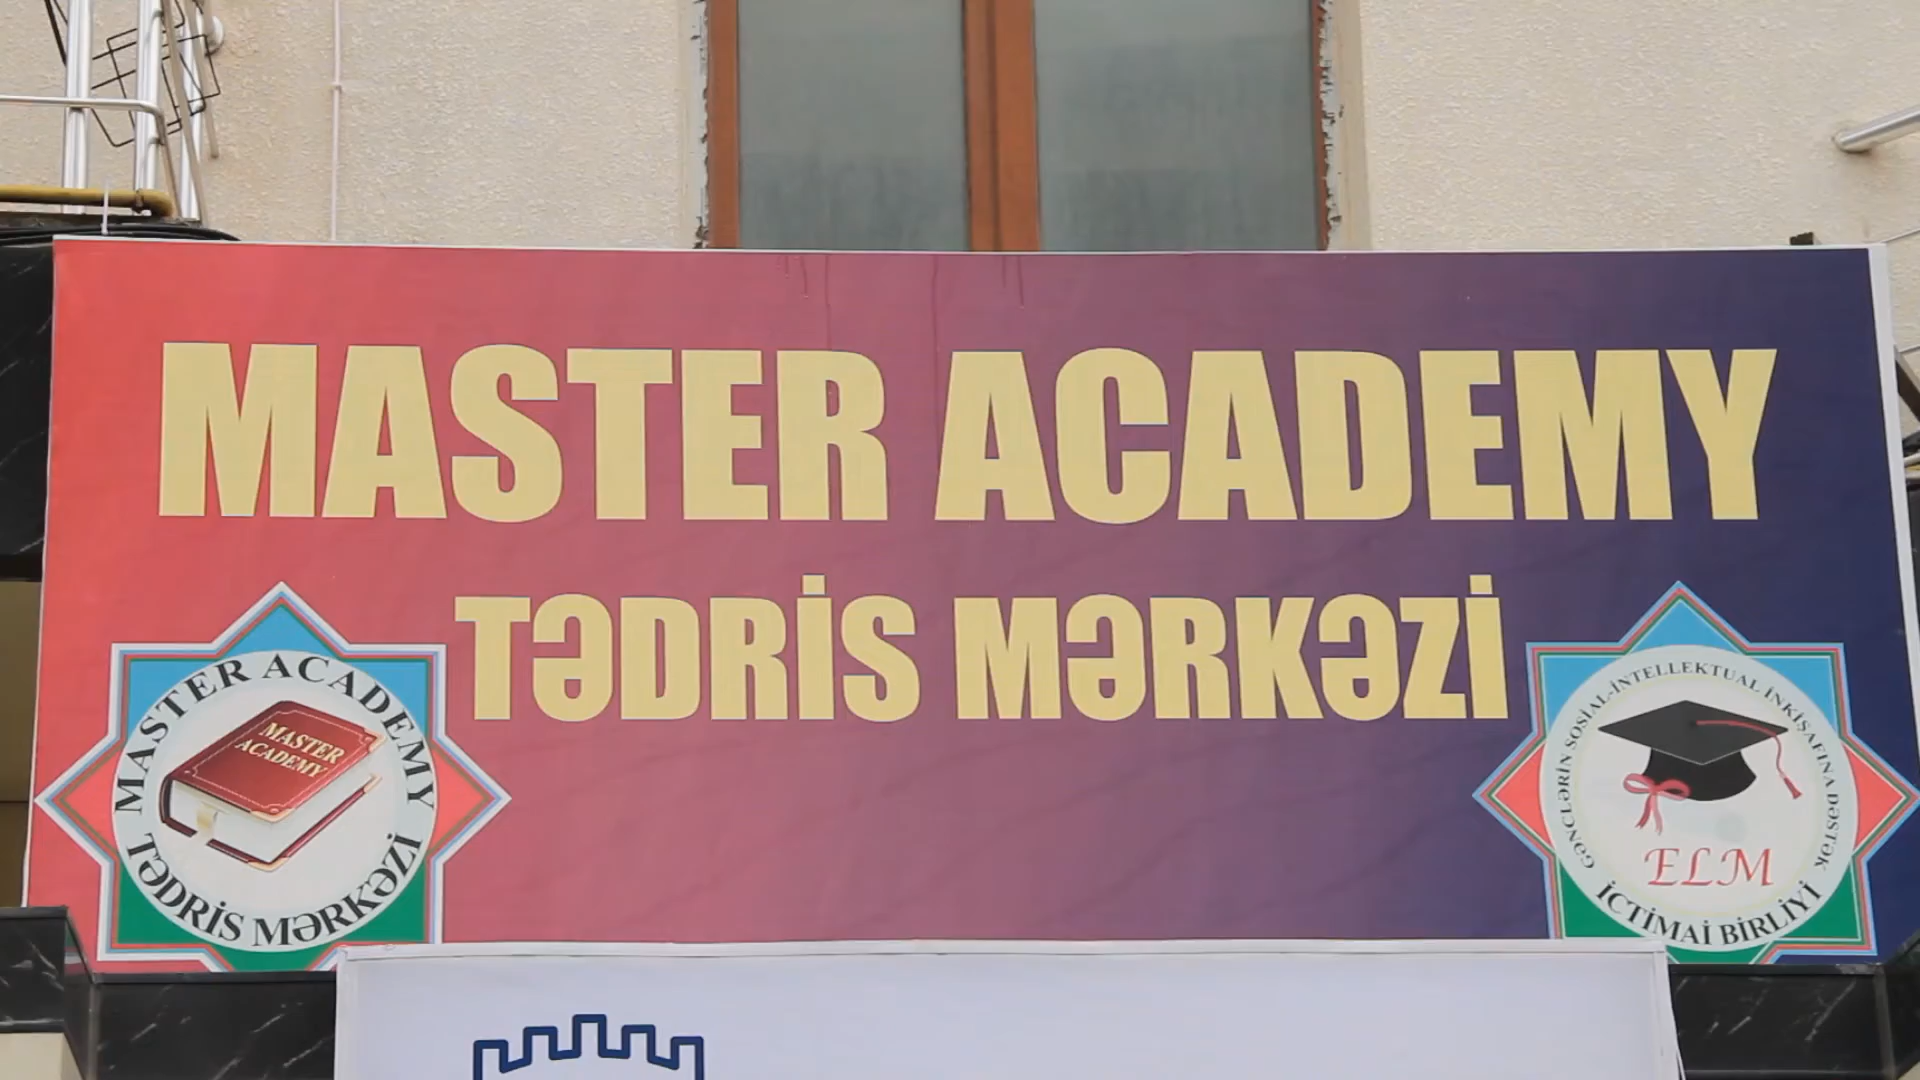 MASTER ACADEMY
TƏDRİS MƏRKƏZİ
MASTER ACADEMY
MASTER
ACADEMY
TƏDRİS MƏRKƏZİ
GƏNCLƏRİN SOSİAL-İNTELLEKTUAL İNKİŞAFINA DƏSTƏK
ELM
İCTİMAİ BİRLİYİ